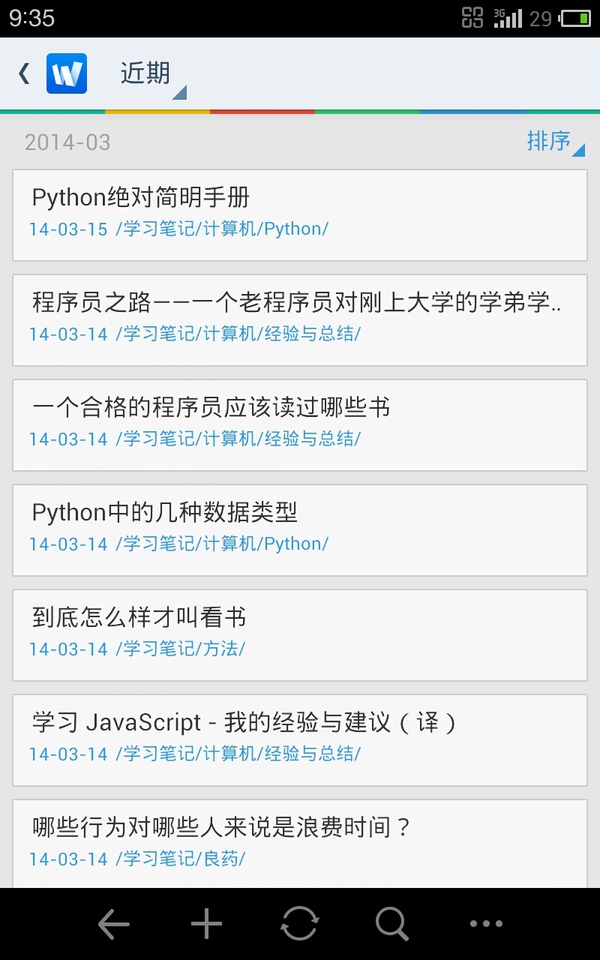 9:35
3G
29
近期
2014-03
排序
Python绝对简明手册
14-03-15 /学习笔记/计算机/Python/
程序员之路——一个老程序员对刚上大学的学弟学..
14-03-14 /学习笔记/计算机/经验与总结/
一个合格的程序员应该读过哪些书
14-03-14 /学习笔记/计算机/经验与总结/
Python中的几种数据类型
14-03-14 /学习笔记/计算机/Python/
到底怎么样才叫看书
14-03-14 /学习笔记/方法/
学习 JavaScript - 我的经验与建议（译）
14-03-14 /学习笔记/计算机/经验与总结/
哪些行为对哪些人来说是浪费时间？
14-03-14 /学习笔记/良药/